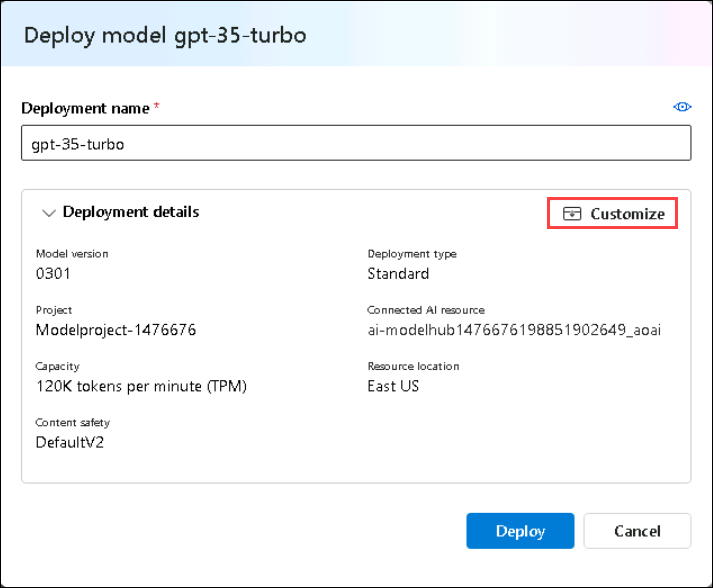 Deploy model gpt-35-turbo
Deployment name *
gpt-35-turbo
Deployment details
Customize
Model version
0301
Deployment type
Standard
Project
Modelproject-1476676
Connected AI resource
ai-modelhub1476676198851902649_aoai
Capacity
120K tokens per minute (TPM)
Resource location
East US
Content safety
DefaultV2
Deploy
Cancel